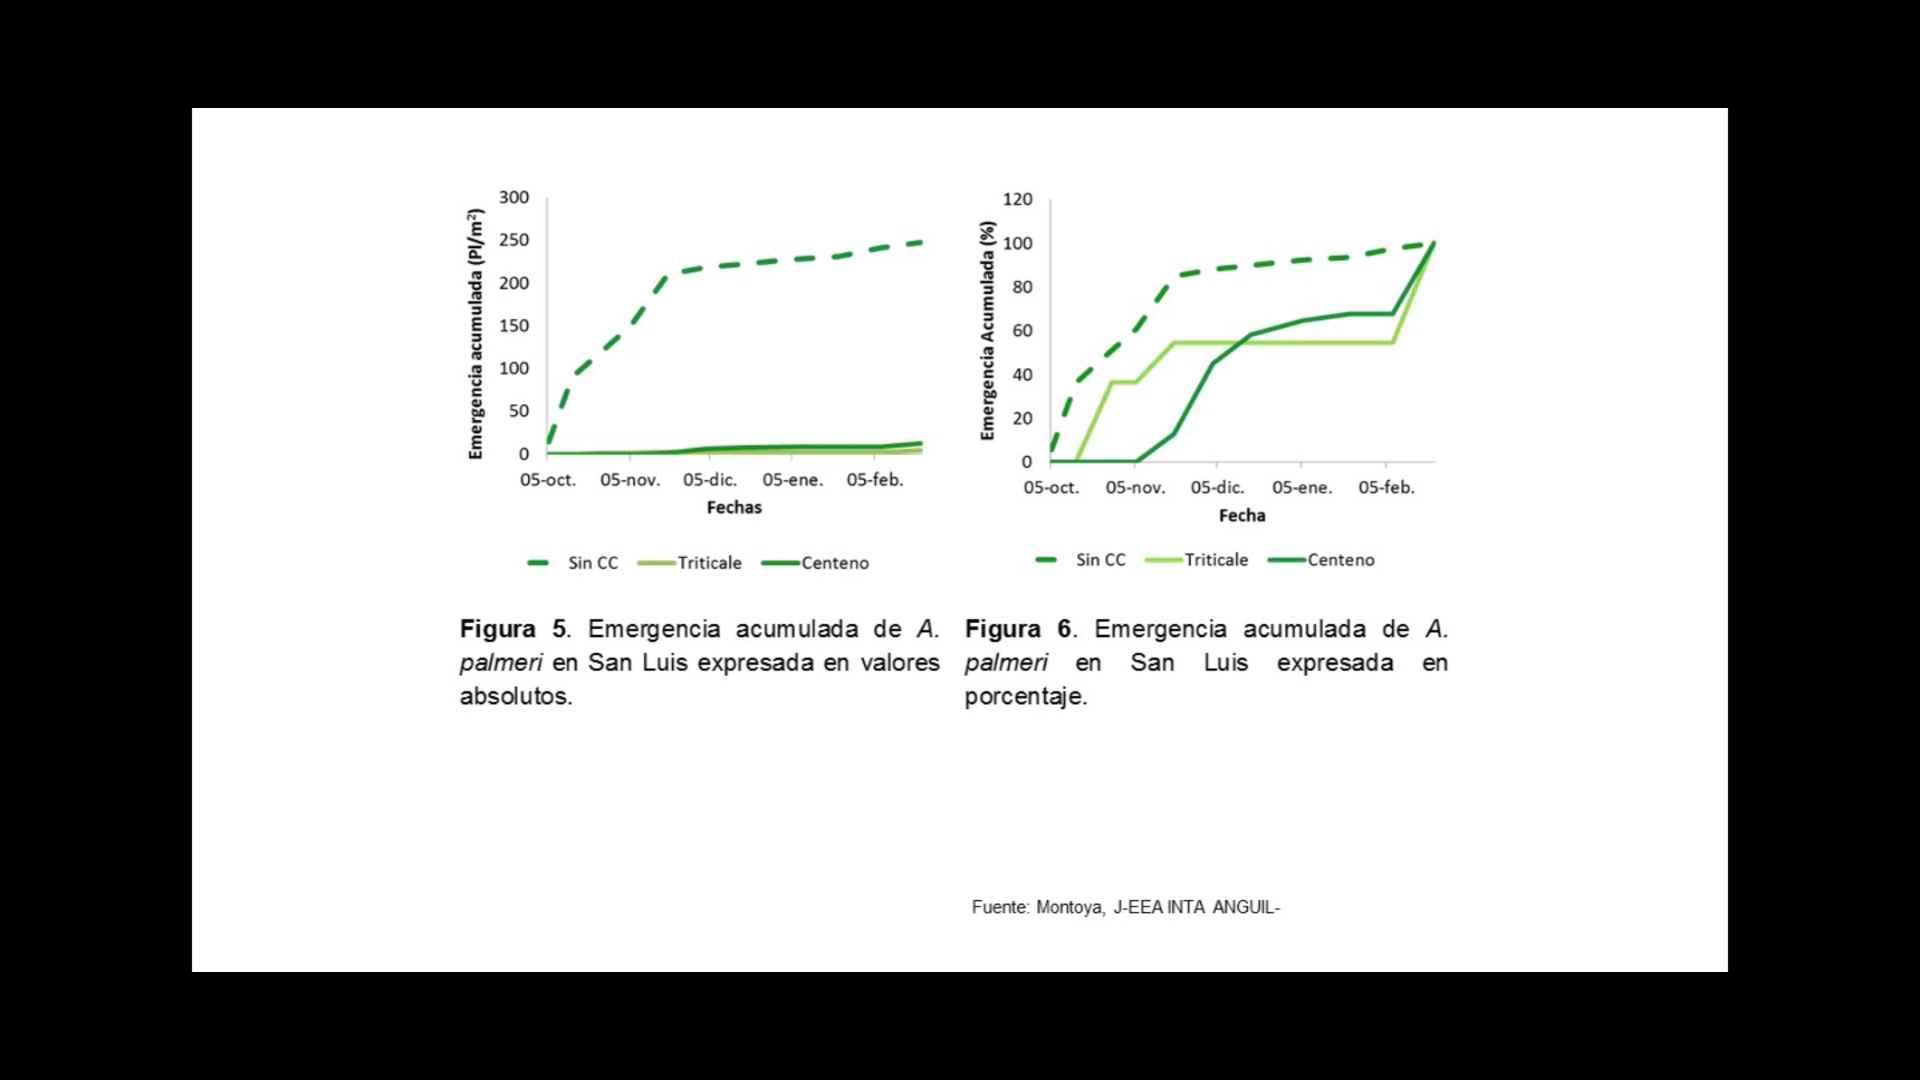 300
250
200
150
100
50
0
Emergencia acumulada (Pl/m²)
05-oct. 05-nov. 05-dic. 05-ene. 05-feb.
Fechas
Sin CC Triticale Centeno
120
100
80
60
40
20
0
Emergencia Acumulada (%)
05-oct. 05-nov. 05-dic. 05-ene. 05-feb.
Fecha
Sin CC Triticale Centeno
Figura 5. Emergencia acumulada de A.
palmeri en San Luis expresada en valores
absolutos.
Figura 6. Emergencia acumulada de A.
palmeri en San Luis expresada en
porcentaje.
Fuente: Montoya, J-EEA INTA ANGUIL-